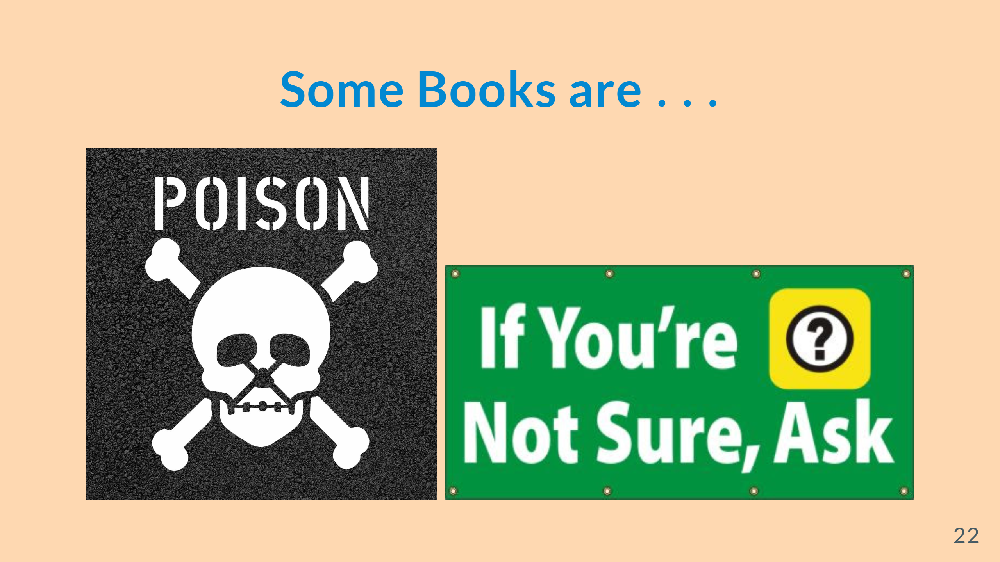 Some Books are . . .
POISON
If You’re ?
Not Sure, Ask
22